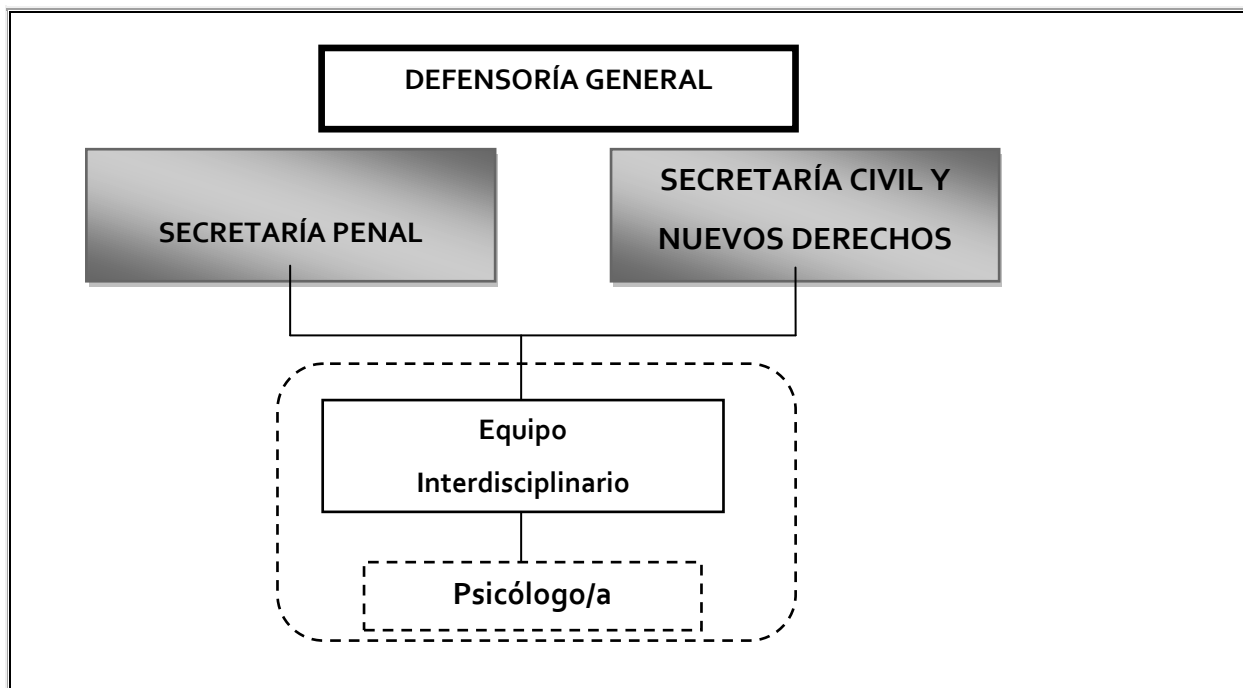 DEFENSORÍA GENERAL
SECRETARÍA PENAL
SECRETARÍA CIVIL Y
NUEVOS DERECHOS
Equipo
Interdisciplinario
Psicólogo/a